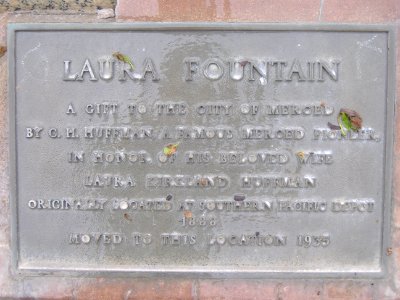 LAURA FOUNTAIN
A GIFT TO THE CITY OF MERCED
BY C. H. HUFFMAN, A FAMOUS MERCED PIONEER,
IN HONOR OF HIS BELOVED WIFE
LAURA KIRKLAND HUFFMAN
ORIGINALLY LOCATED AT SOUTHERN PACIFIC DEPOT
1888
MOVED TO THIS LOCATION 1935